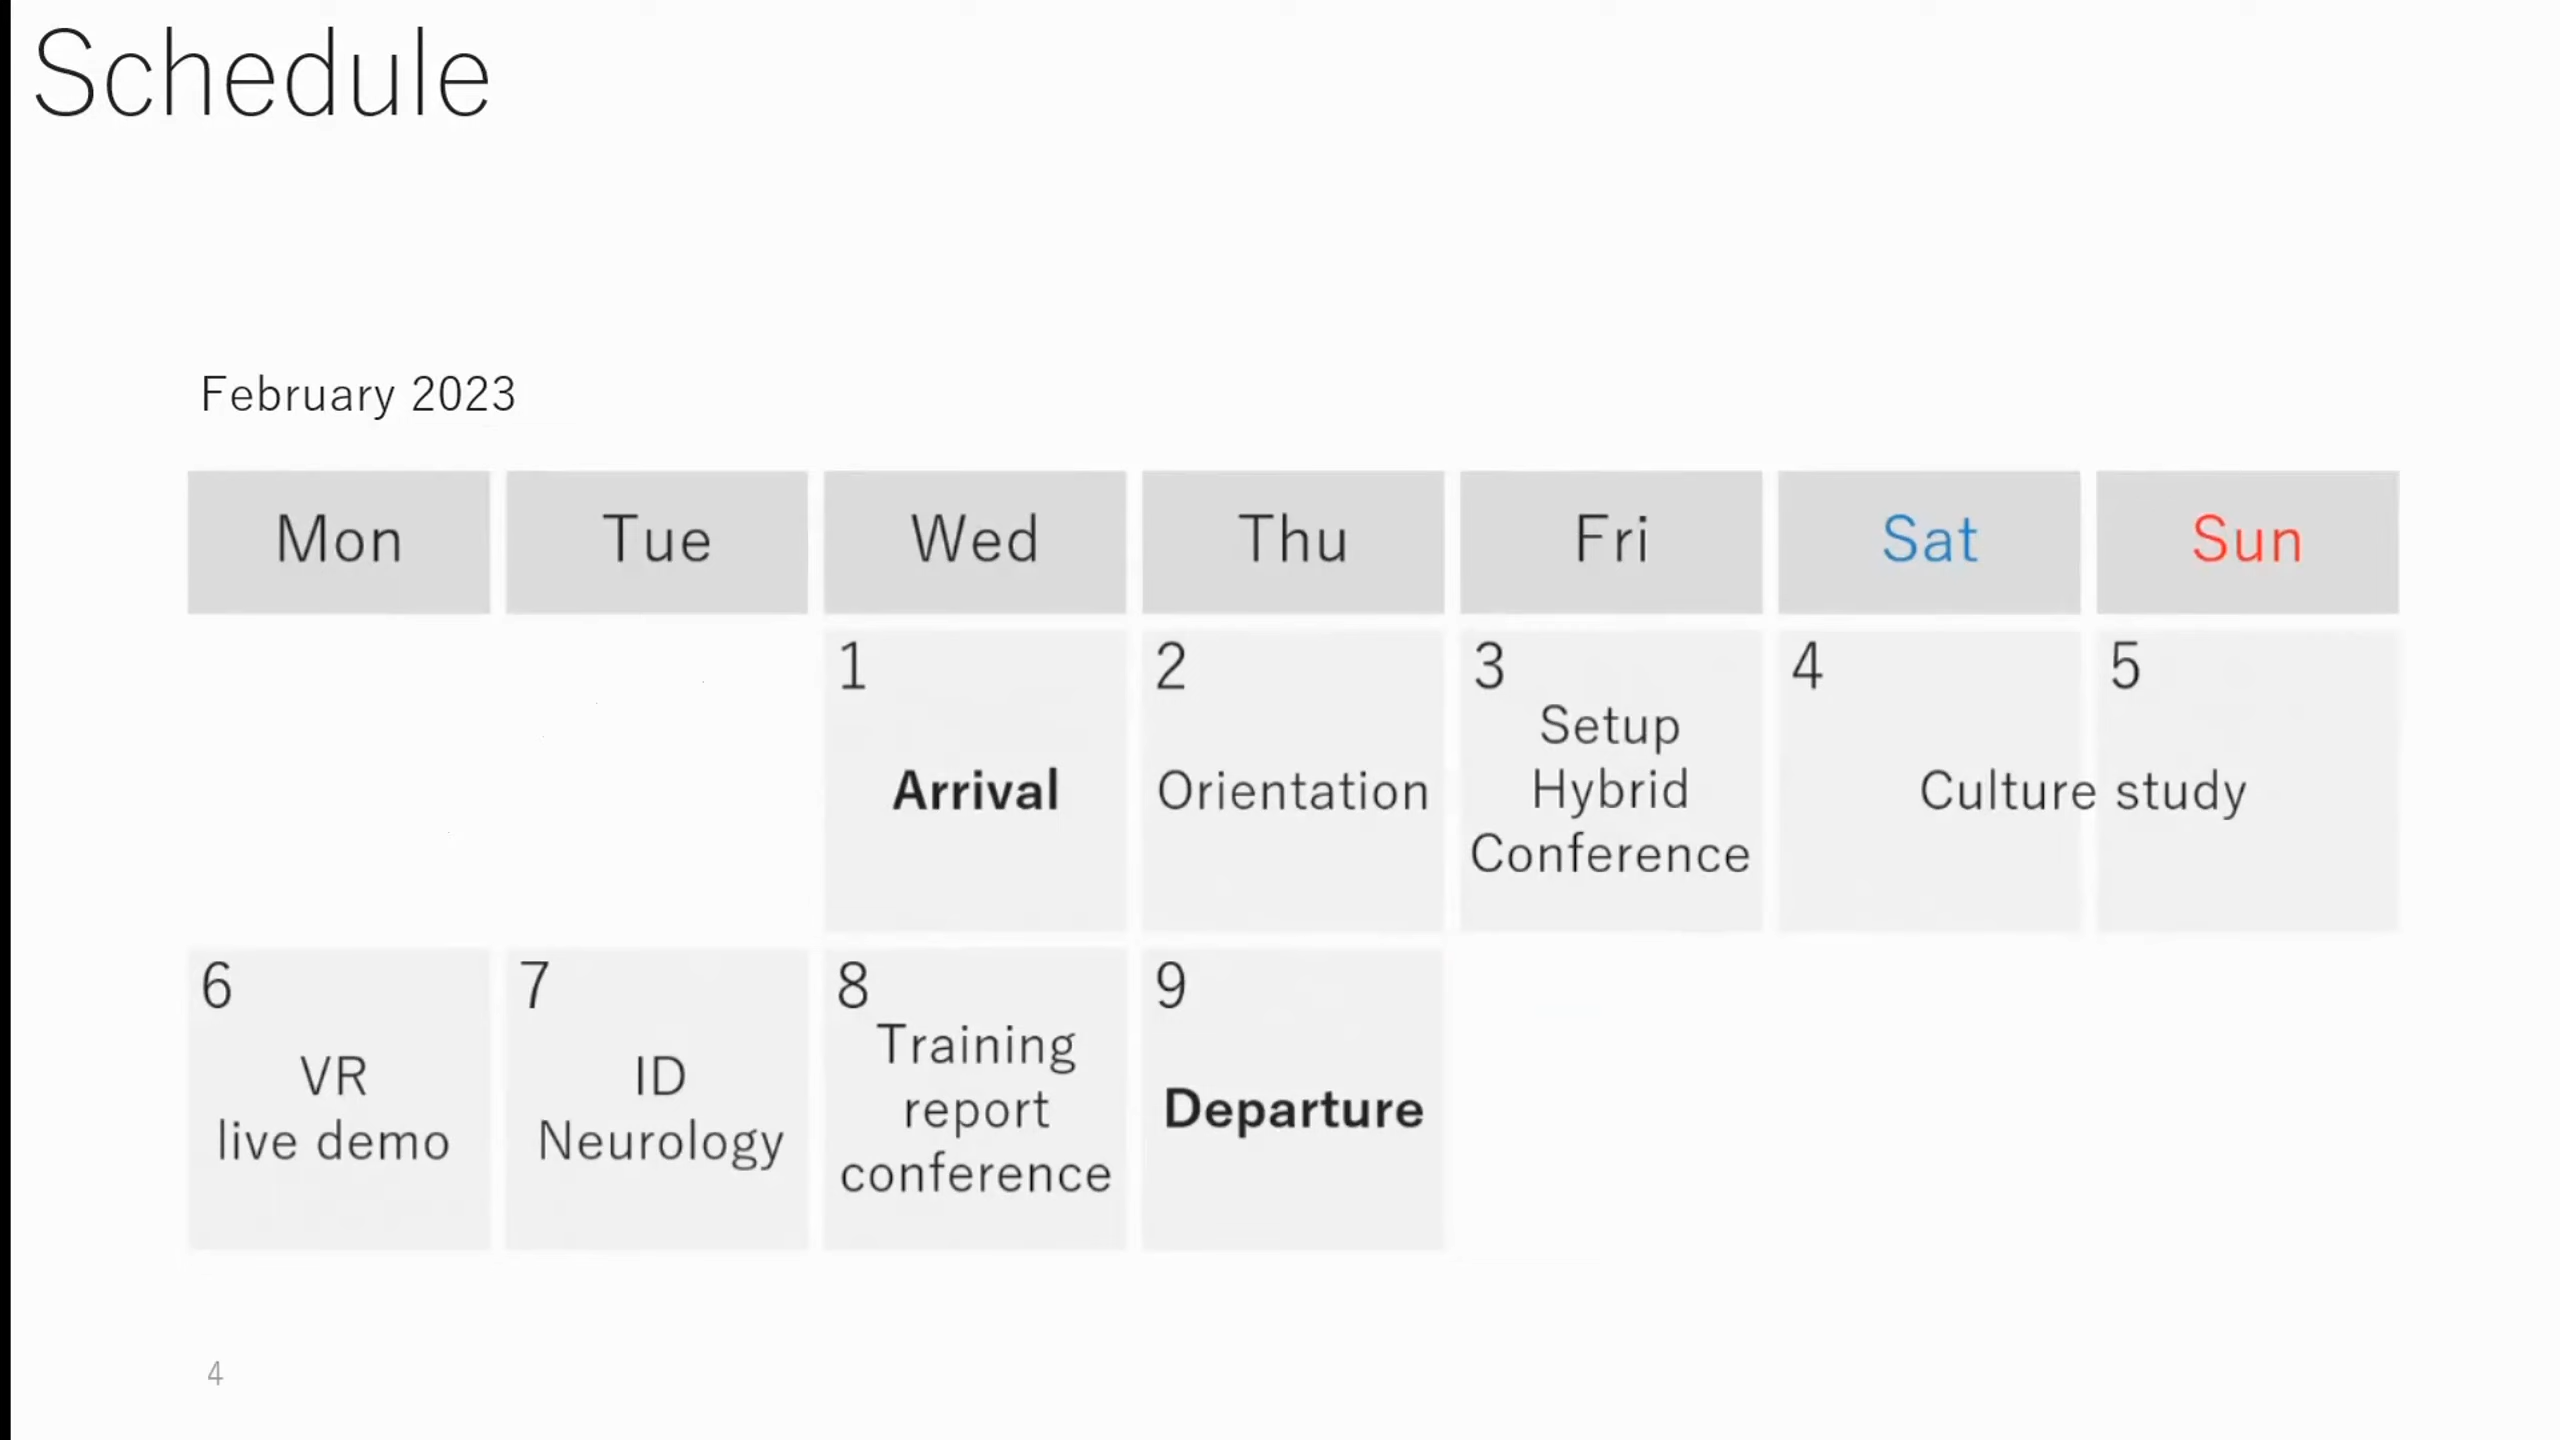 Schedule
February 2023
Mon Tue Wed Thu Fri Sat Sun
1
Arrival
2
Orientation
3
Setup
Hybrid
Conference
4 5
Culture study
6
VR
live demo
7
ID
Neurology
8
Training
report
conference
9
Departure
4